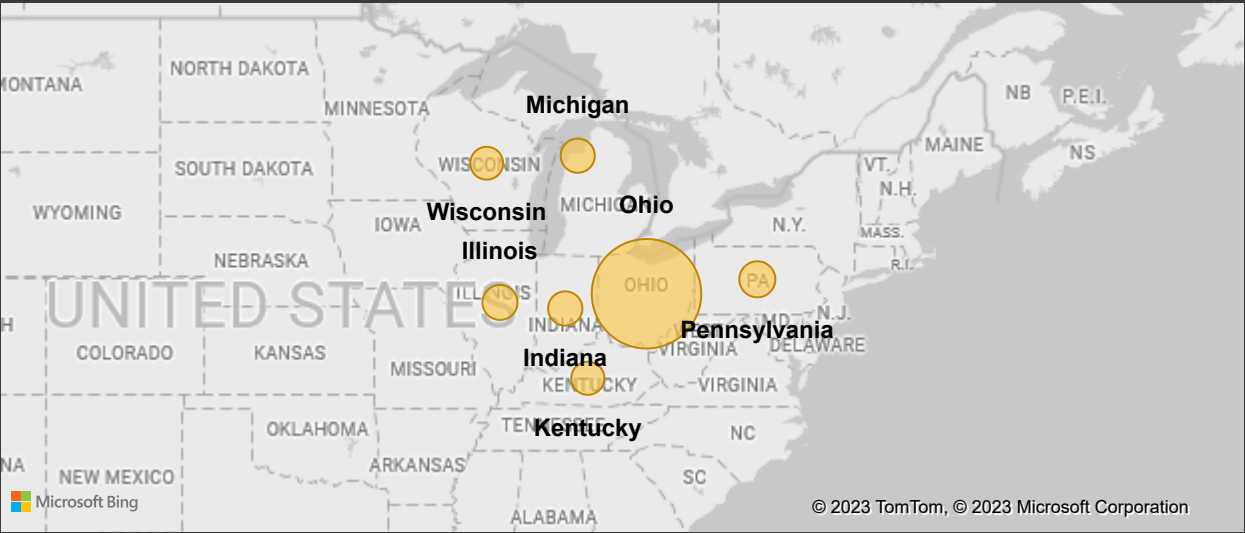 NORTH DAKOTA
MONTANA
MINNESOTA
Michigan
NB
P.E.I.
MAINE
NS
WISCONSIN
SOUTH DAKOTA
VT.
N.H.
WYOMING
Wisconsin
MICHIGAN
Ohio
IOWA
N.Y.
MASS.
Illinois
NEBRASKA
R.I.
UNITED STATES
ILLINOIS
OHIO
PA
N.J.
MD
INDIANA
Pennsylvania
WEST
VIRGINIA
DELAWARE
H
COLORADO
KANSAS
Indiana
MISSOURI
KENTUCKY
VIRGINIA
OKLAHOMA
TENNESSEE
Kentucky
NC
NA
NEW MEXICO
ARKANSAS
SC
Microsoft Bing
ALABAMA
© 2023 TomTom, © 2023 Microsoft Corporation